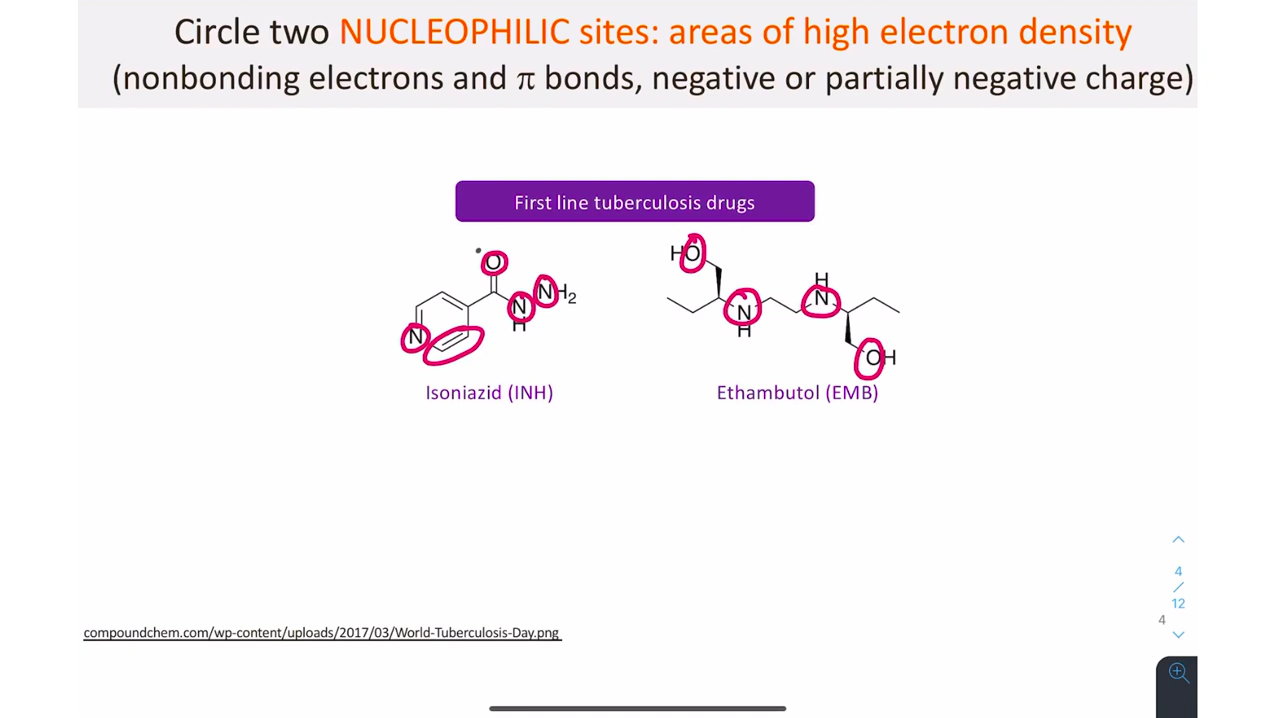 Circle two NUCLEOPHILIC sites: areas of high electron density
(nonbonding electrons and π bonds, negative or partially negative charge)
First line tuberculosis drugs
O
N
NH2
N
H
Isoniazid (INH)
HO
N
H
H
N
OH
Ethambutol (EMB)
4
/
12
4
compoundchem.com/wp-content/uploads/2017/03/World-Tuberculosis-Day.png